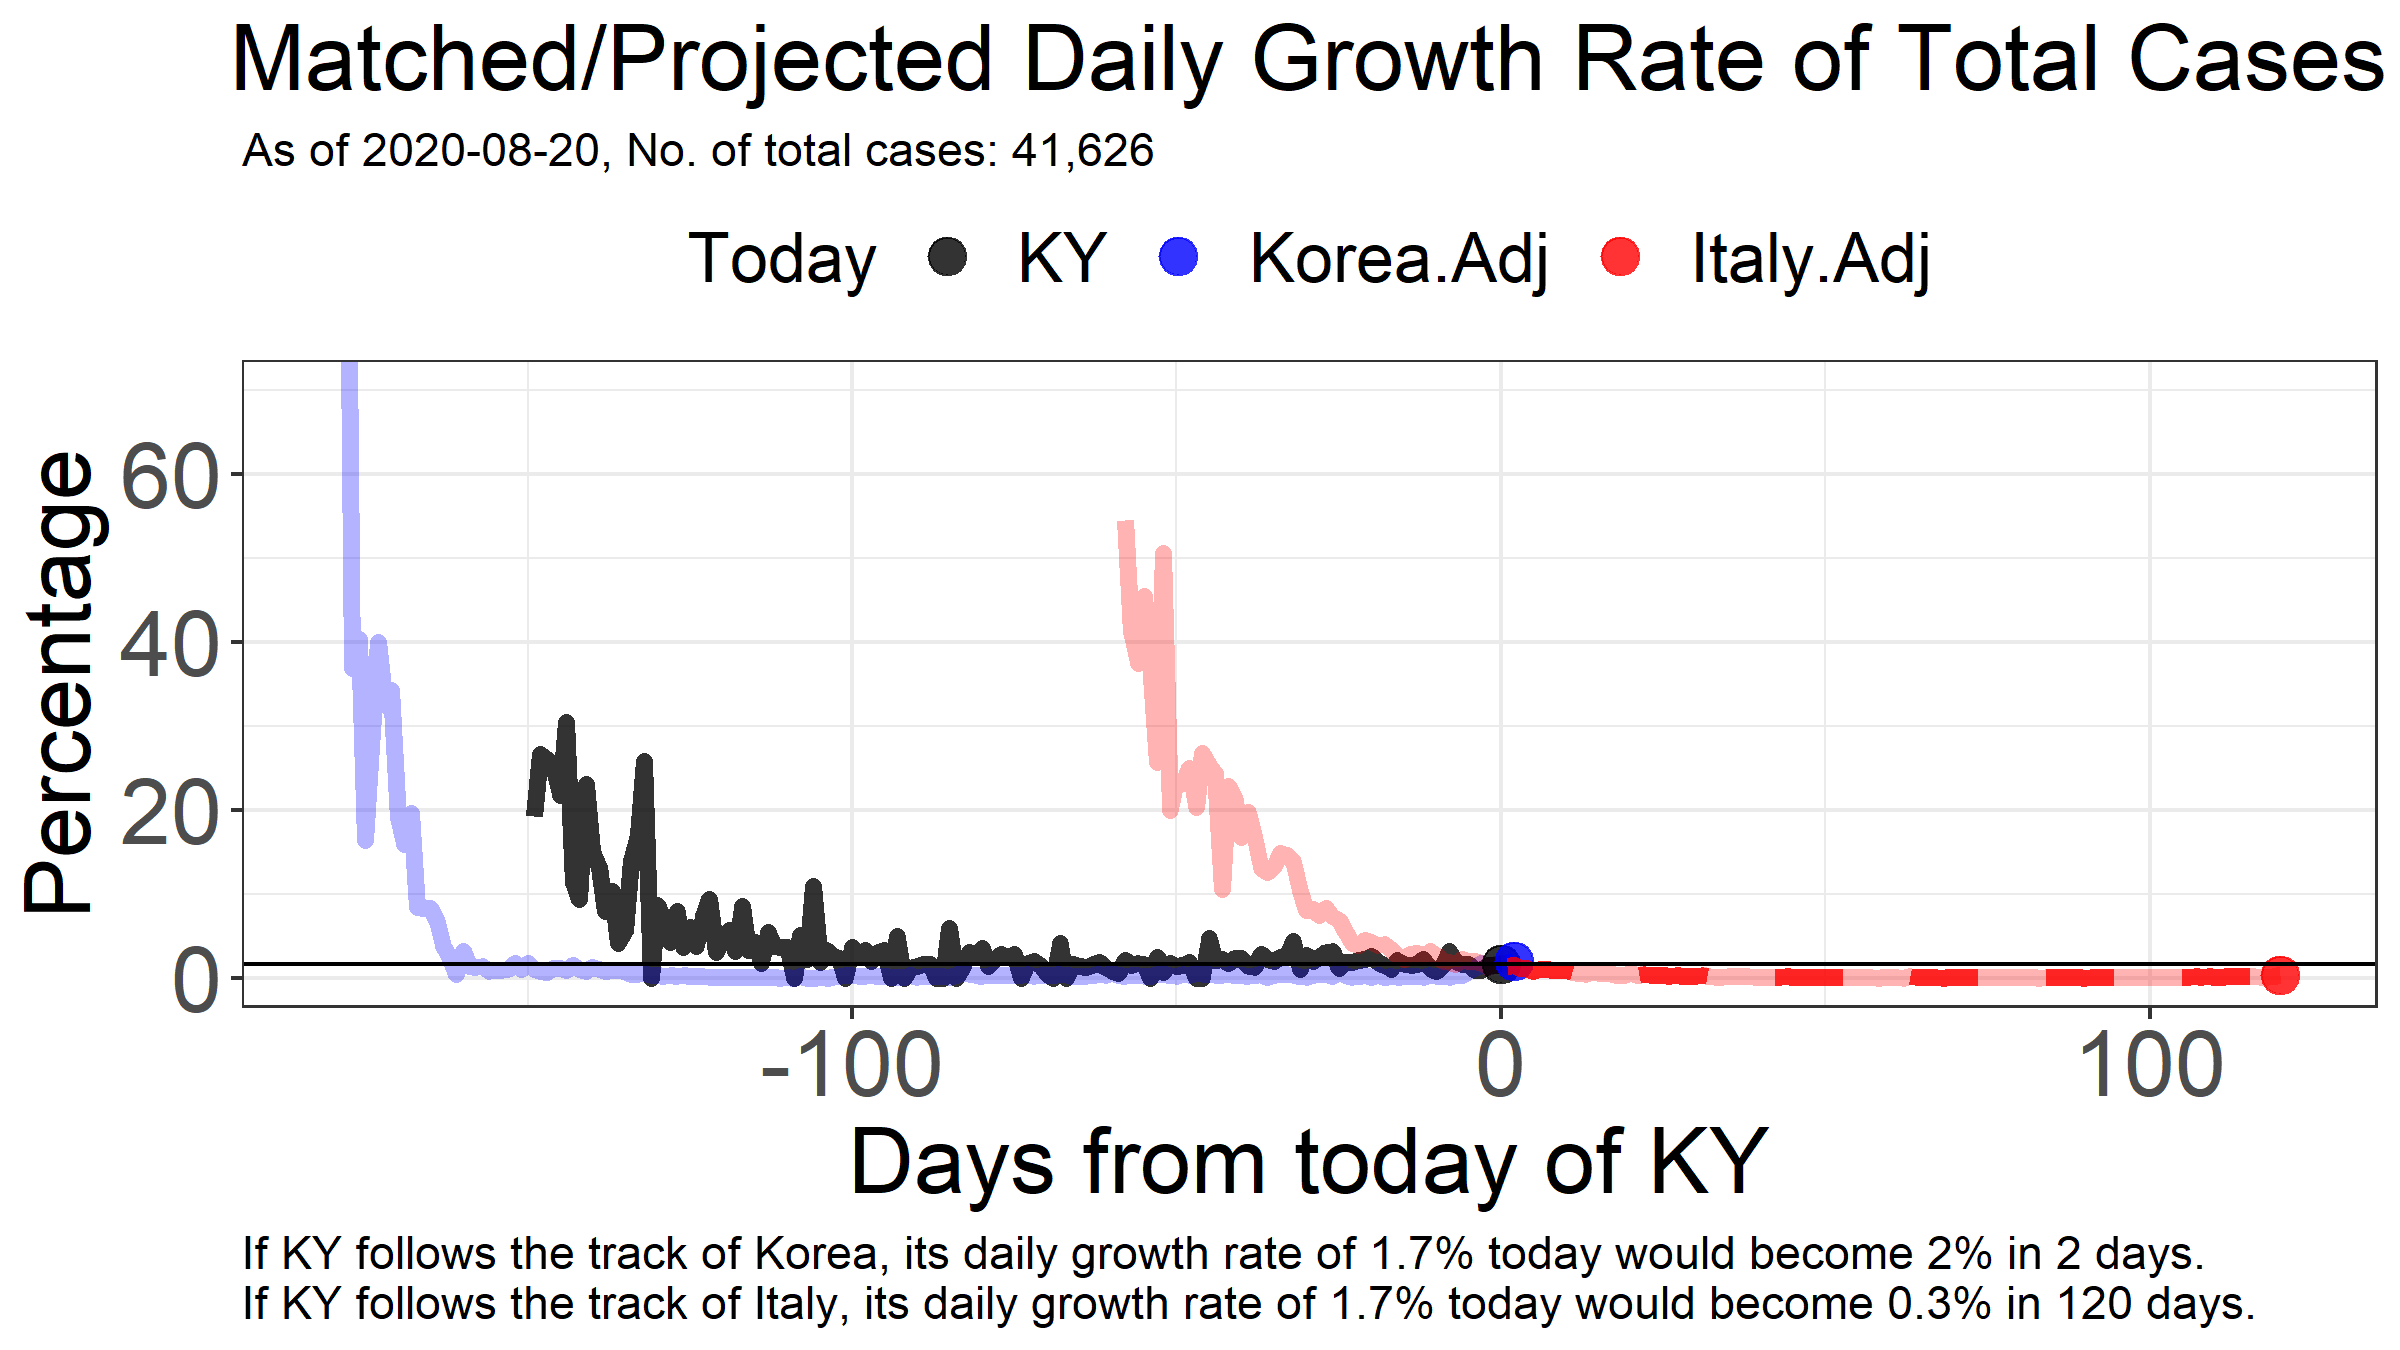 Matched/Projected Daily Growth Rate of Total Cases
As of 2020-08-20, No. of total cases: 41,626
Today KY Korea.Adj Italy.Adj
Percentage
60
40
20
0
-100 0 100
Days from today of KY
If KY follows the track of Korea, its daily growth rate of 1.7% today would become 2% in 2 days.
If KY follows the track of Italy, its daily growth rate of 1.7% today would become 0.3% in 120 days.